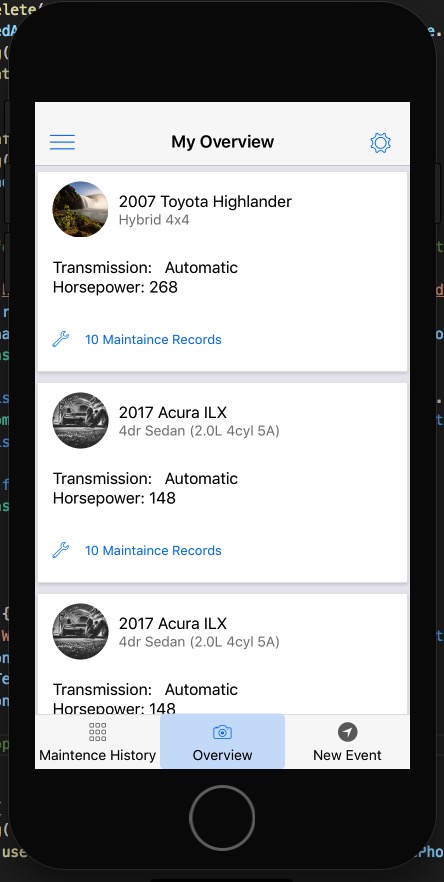 My Overview
2007 Toyota Highlander
Hybrid 4x4
Transmission: Automatic
Horsepower: 268
10 Maintaince Records
2017 Acura ILX
4dr Sedan (2.0L 4cyl 5A)
Transmission: Automatic
Horsepower: 148
10 Maintaince Records
2017 Acura ILX
4dr Sedan (2.0L 4cyl 5A)
Transmission: Automatic
Horsepower: 148
Maintence History
Overview
New Event